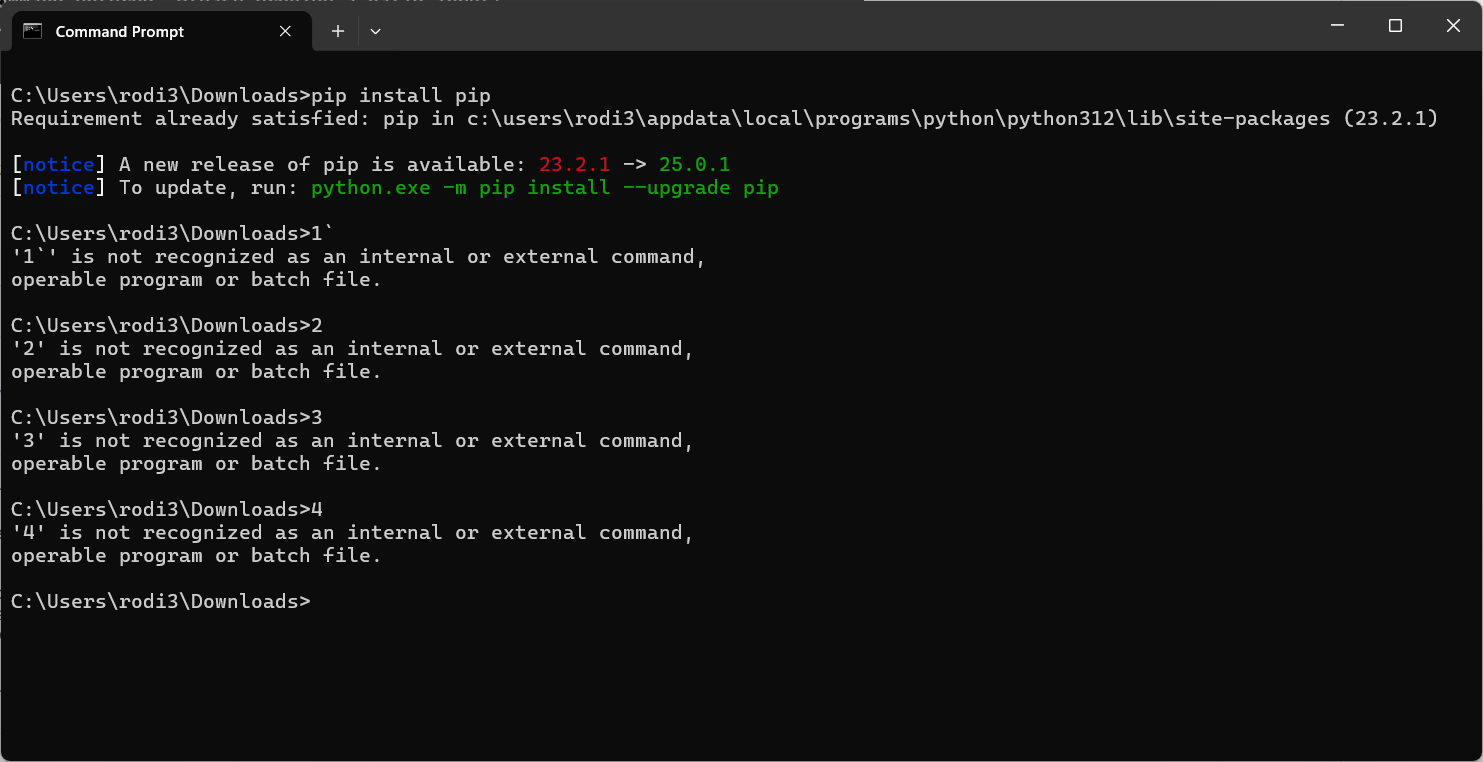 Command Prompt
C:\Users\rodi3\Downloads>pip install pip
Requirement already satisfied: pip in c:\users\rodi3\appdata\local\programs\python\python312\lib\site-packages (23.2.1)
[notice] A new release of pip is available: 23.2.1 -> 25.0.1
[notice] To update, run: python.exe -m pip install --upgrade pip
C:\Users\rodi3\Downloads>1`
'1`' is not recognized as an internal or external command,
operable program or batch file.
C:\Users\rodi3\Downloads>2
'2' is not recognized as an internal or external command,
operable program or batch file.
C:\Users\rodi3\Downloads>3
'3' is not recognized as an internal or external command,
operable program or batch file.
C:\Users\rodi3\Downloads>4
'4' is not recognized as an internal or external command,
operable program or batch file.
C:\Users\rodi3\Downloads>